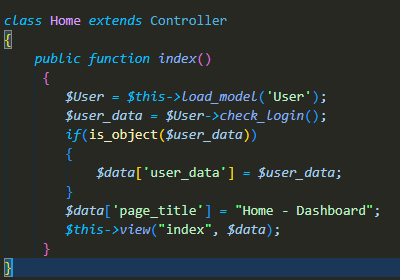 class Home extends Controller
{
    public function index()
     {
        $User = $this->load_model('User');
        $user_data = $User->check_login();
        if(is_object($user_data))
        {
            $data['user_data'] = $user_data;
        }
        $data['page_title'] = "Home - Dashboard";
        $this->view("index", $data);
     }
}